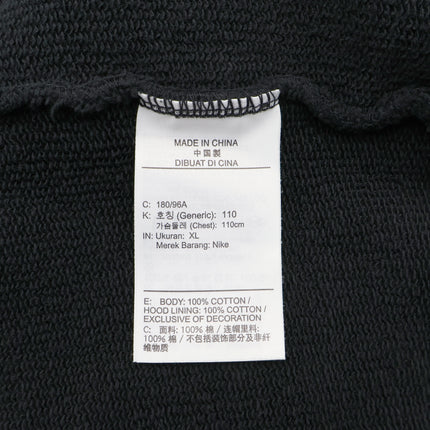 MADE IN CHINA
中国製
DIBUAT DI CINA
C: 180/96A
K: 호칭 (Generic): 110
가슴둘레 (Chest): 110cm
IN: Ukuran: XL
Merek Barang: Nike
E: BODY: 100% COTTON /
HOOD LINING: 100% COTTON /
EXCLUSIVE OF DECORATION
C: 面料: 100% 棉 / 连帽里料:
100% 棉 / 不包括装饰及非纤
维物质